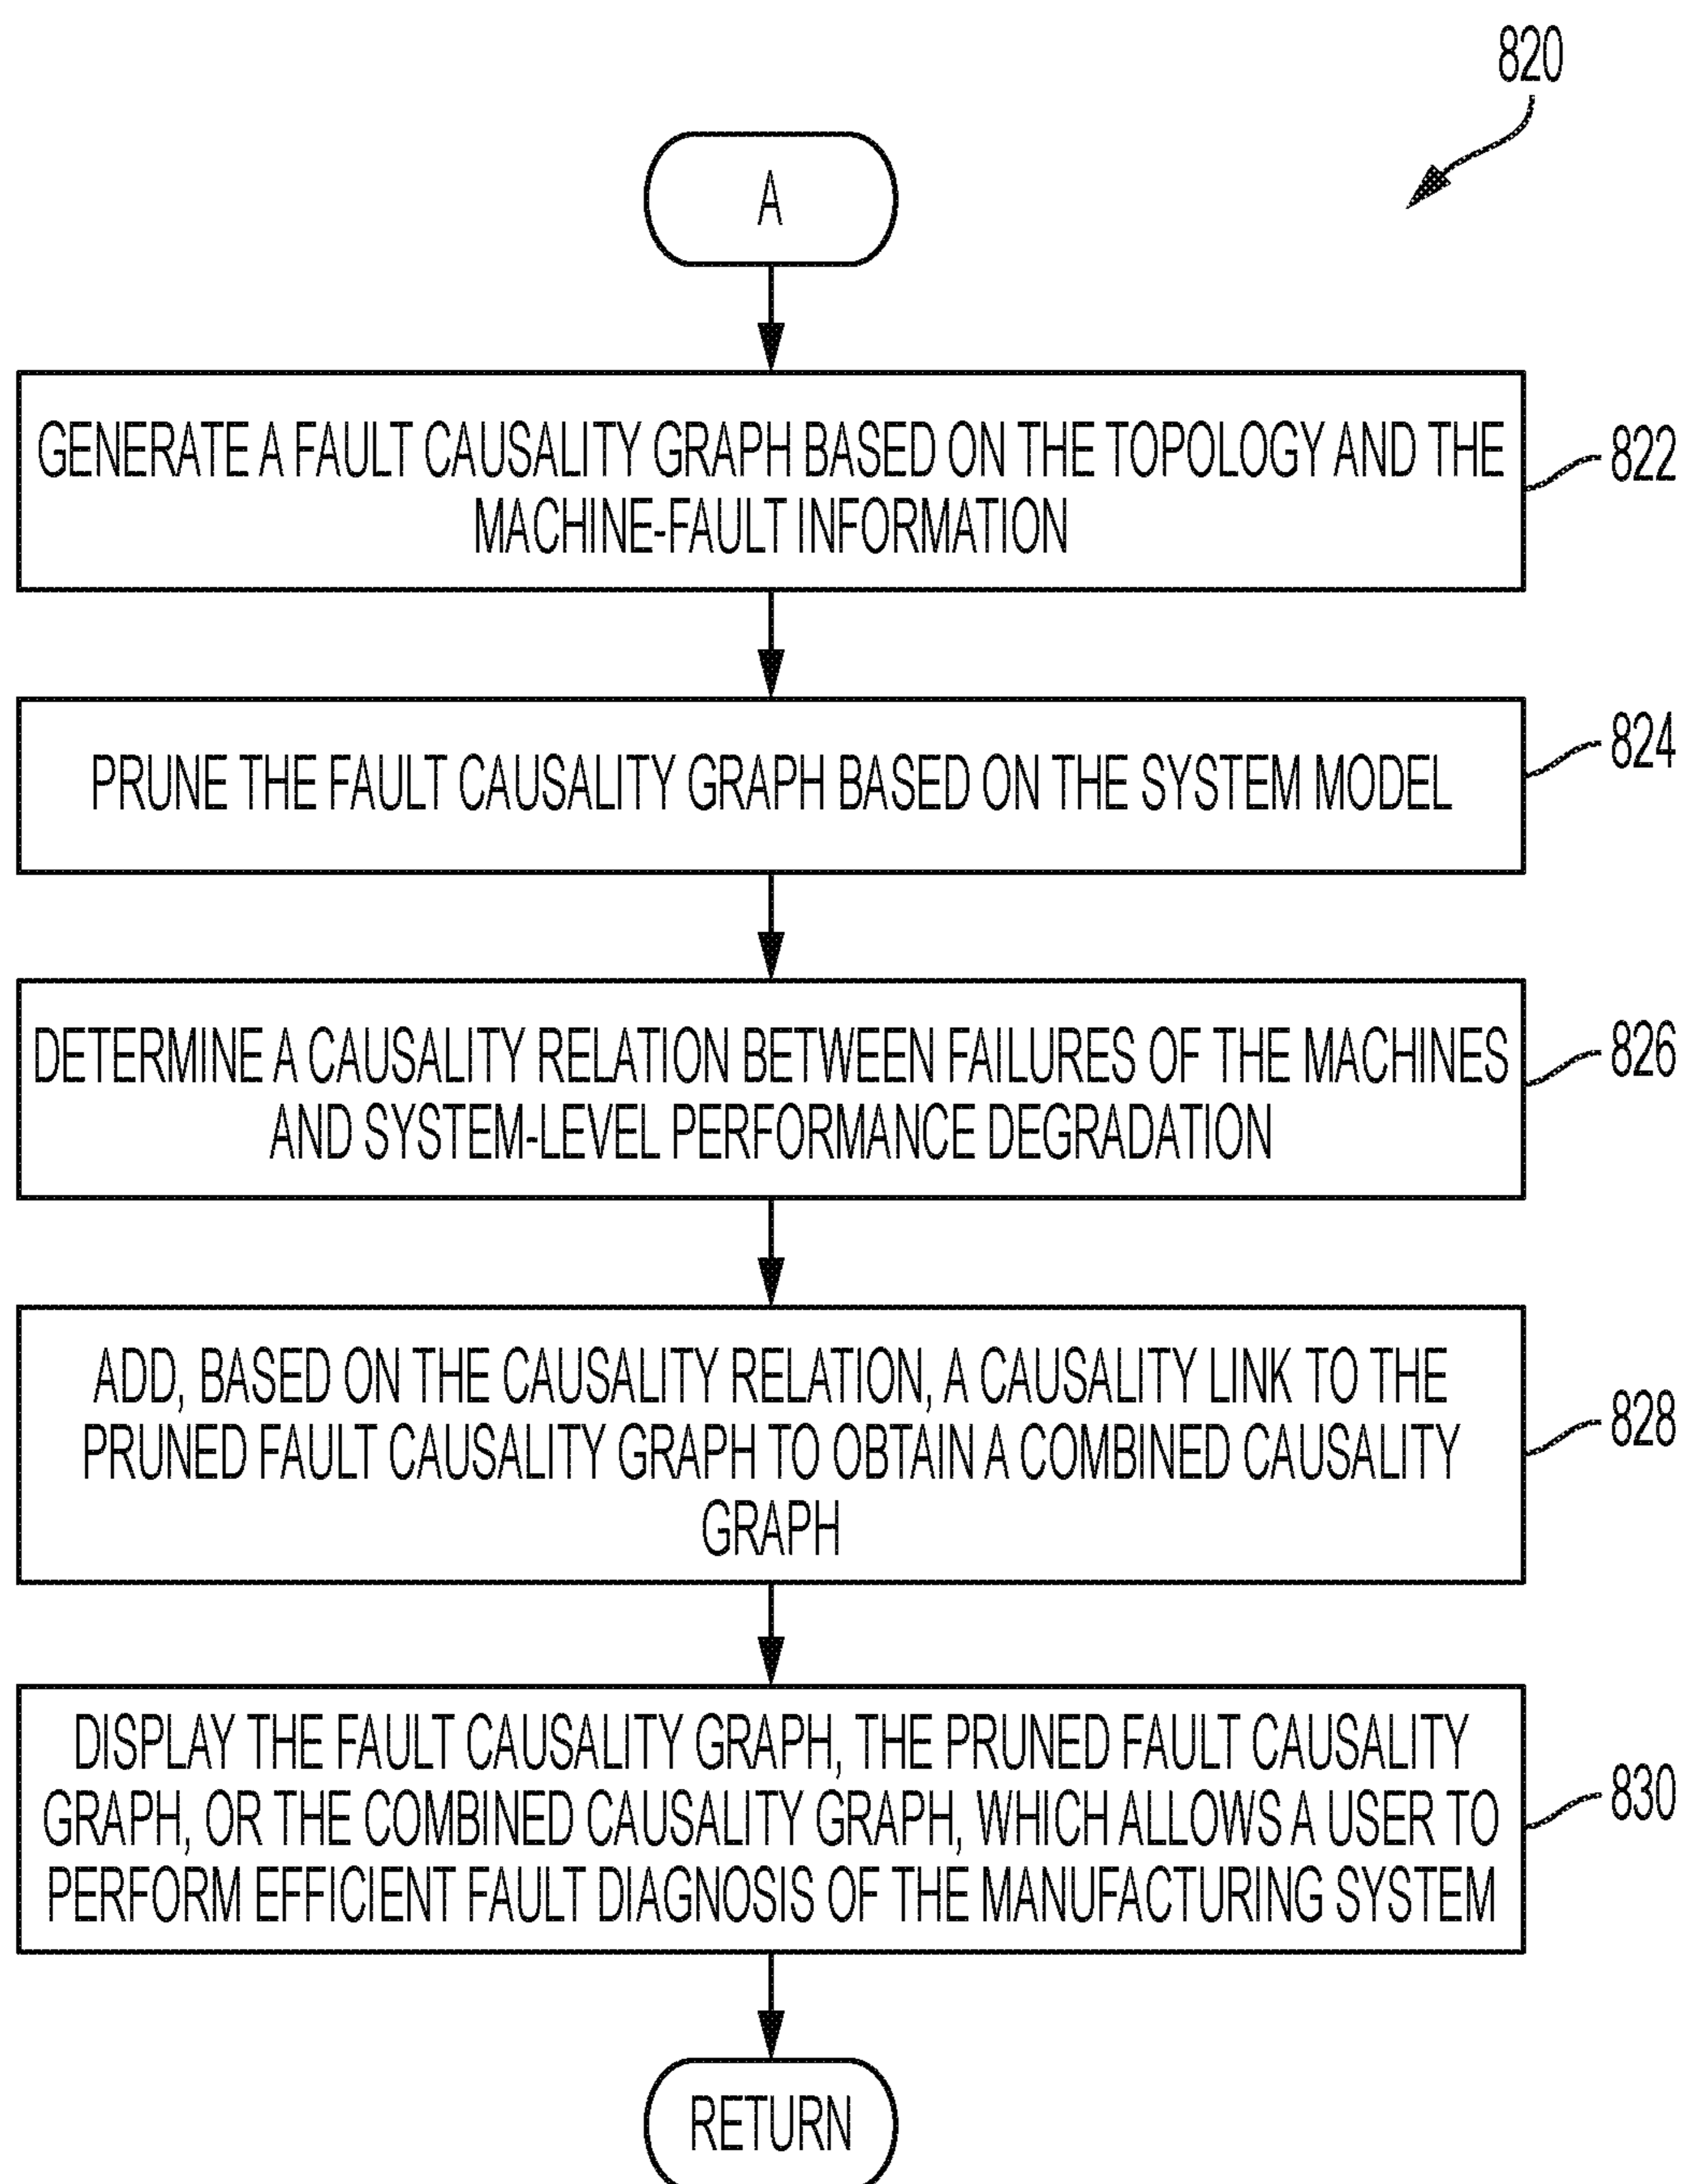 820
A
GENERATE A FAULT CAUSALITY GRAPH BASED ON THE TOPOLOGY AND THE
MACHINE-FAULT INFORMATION
822
PRUNE THE FAULT CAUSALITY GRAPH BASED ON THE SYSTEM MODEL
824
DETERMINE A CAUSALITY RELATION BETWEEN FAILURES OF THE MACHINES
AND SYSTEM-LEVEL PERFORMANCE DEGRADATION
826
ADD, BASED ON THE CAUSALITY RELATION, A CAUSALITY LINK TO THE
PRUNED FAULT CAUSALITY GRAPH TO OBTAIN A COMBINED CAUSALITY
GRAPH
828
DISPLAY THE FAULT CAUSALITY GRAPH, THE PRUNED FAULT CAUSALITY
GRAPH, OR THE COMBINED CAUSALITY GRAPH, WHICH ALLOWS A USER TO
PERFORM EFFICIENT FAULT DIAGNOSIS OF THE MANUFACTURING SYSTEM
830
RETURN